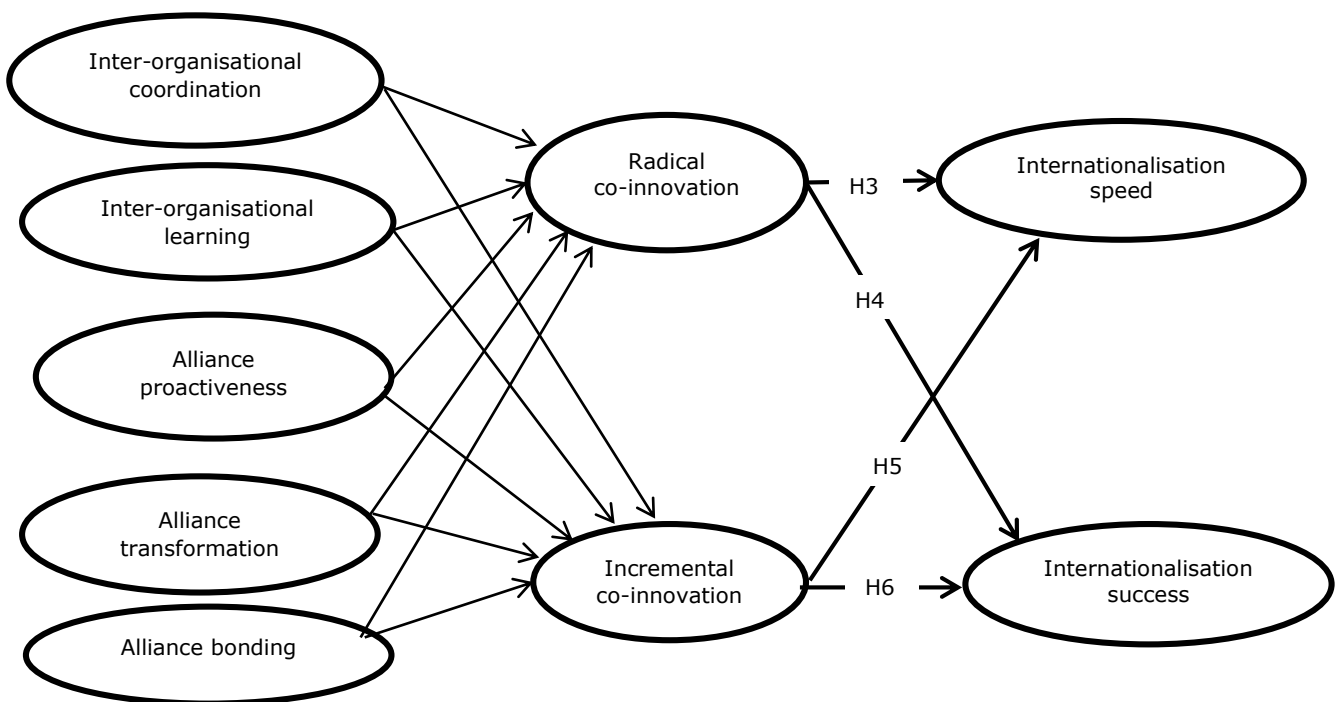 Inter-organisational
coordination
Inter-organisational
learning
Alliance
proactiveness
Alliance
transformation
Alliance bonding
Radical
co-innovation
Incremental
co-innovation
H3
H4
H5
H6
Internationalisation
speed
Internationalisation
success